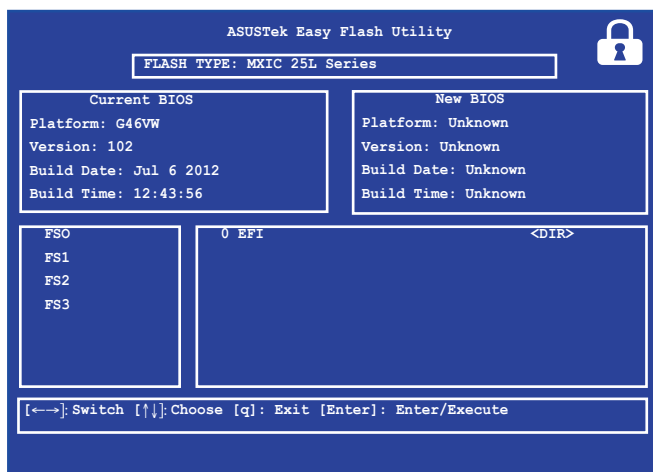 ASUSTek Easy Flash Utility
FLASH TYPE: MXIC 25L Series
Current BIOS
Platform: G46VW
Version: 102
Build Date: Jul 6 2012
Build Time: 12:43:56
New BIOS
Platform: Unknown
Version: Unknown
Build Date: Unknown
Build Time: Unknown
FSO
FS1
FS2
FS3
0 EFI <DIR>
[←→]: Switch [↑↓]: Choose [q]: Exit [Enter]: Enter/Execute